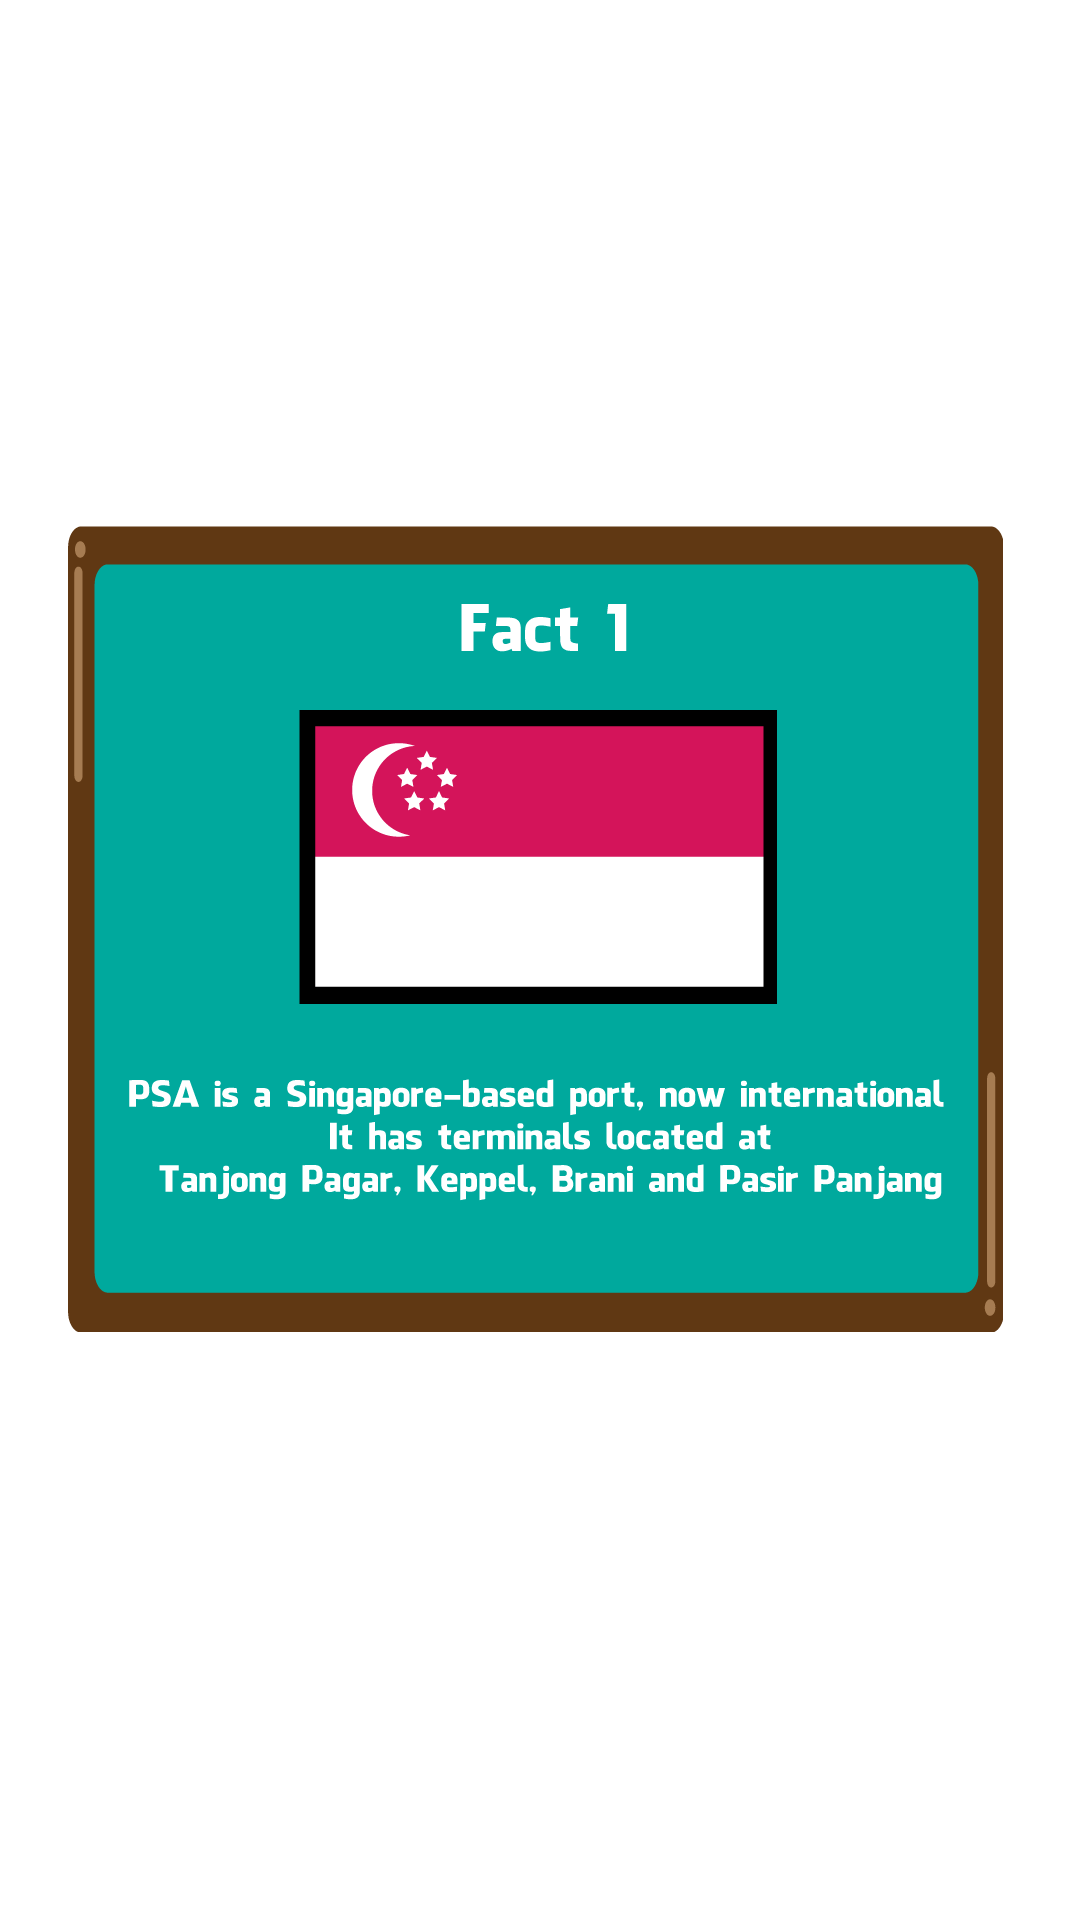 Fact 1
PSA is a Singapore-based port, now international
It has terminals located at
Tanjong Pagar, Keppel, Brani and Pasir Panjang